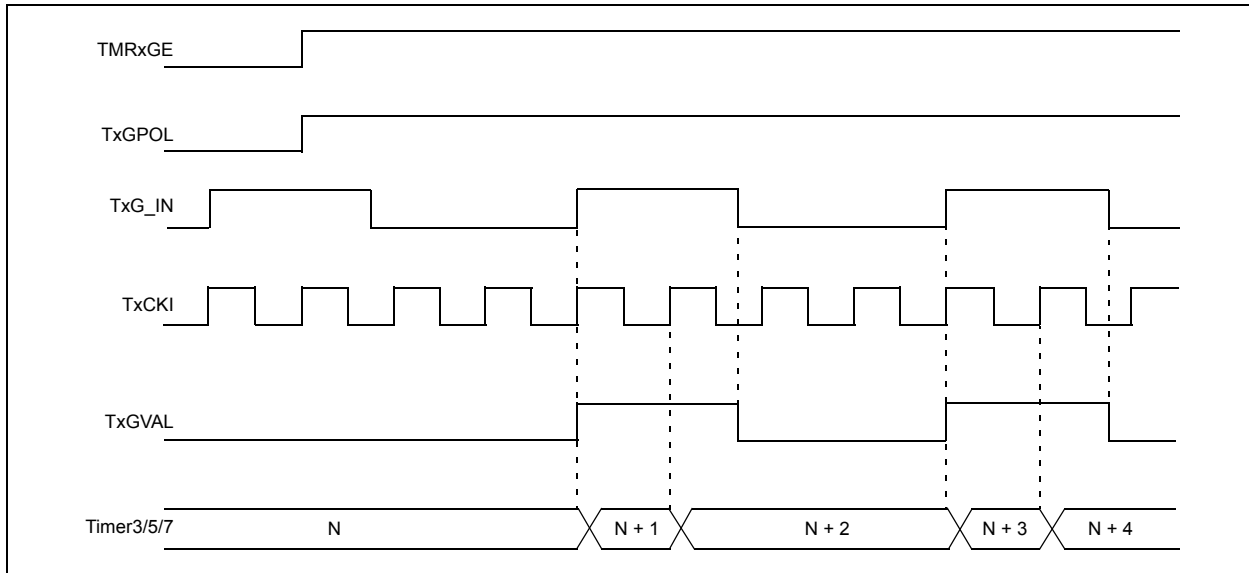 TMRxGE
TxGPOL
TxG_IN
TxCKI
TxGVAL
Timer3/5/7 N N + 1 N + 2 N + 3 N + 4